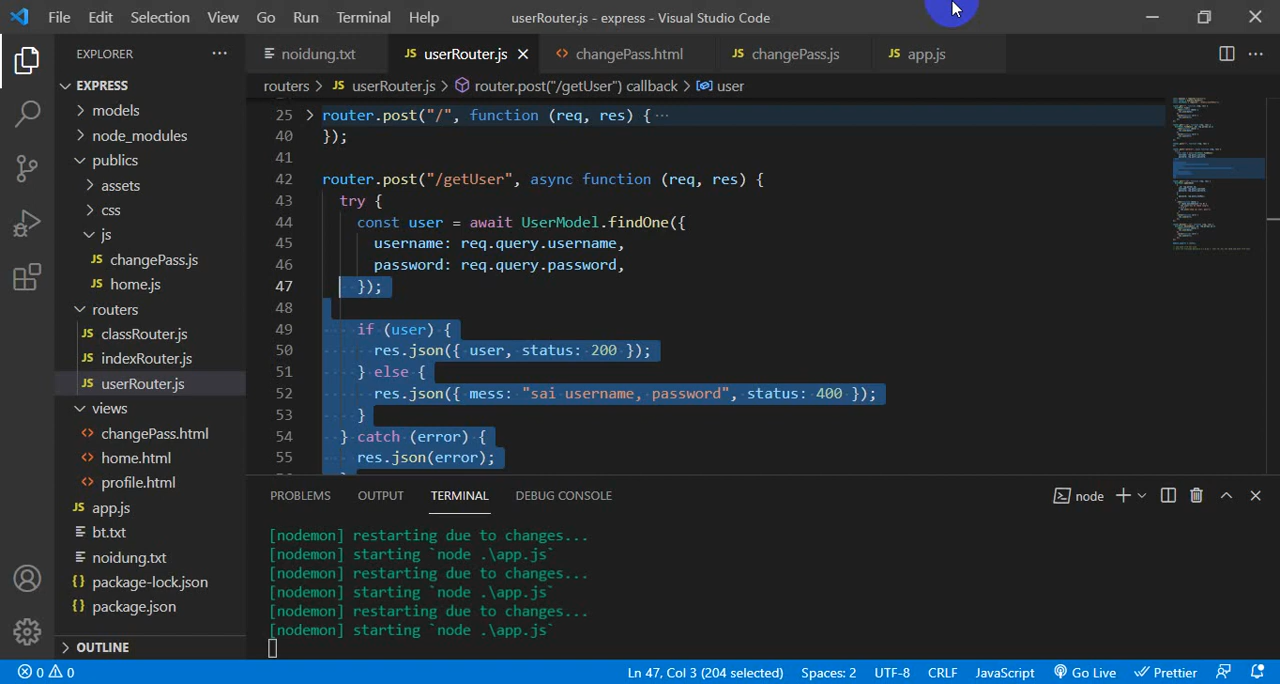 File Edit Selection View Go Run Terminal Help userRouter.js - express - Visual Studio Code
EXPLORER ··· noidung.txt JS userRouter.js × <> changePass.html JS changePass.js JS app.js ···
EXPRESS
models
node_modules
publics
assets
css
js
JS changePass.js
JS home.js
routers
JS classRouter.js
JS indexRouter.js
JS userRouter.js
views
<> changePass.html
<> home.html
<> profile.html
JS app.js
bt.txt
noidung.txt
{} package-lock.json
{} package.json
OUTLINE
routers > JS userRouter.js > router.post("/getUser") callback > user
25 > router.post("/", function (req, res) { ···
40 });
41
42 router.post("/getUser", async function (req, res) {
43 try {
44 const user = await UserModel.findOne({
45 username: req.query.username,
46 password: req.query.password,
47 });
48
49 if (user) {
50 res.json({ user, status: 200 });
51 } else {
52 res.json({ mess: "sai username, password", status: 400 });
53 }
54 } catch (error) {
55 res.json(error);
PROBLEMS OUTPUT TERMINAL DEBUG CONSOLE node
[nodemon] restarting due to changes...
[nodemon] starting `node .\app.js`
[nodemon] restarting due to changes...
[nodemon] starting `node .\app.js`
[nodemon] restarting due to changes...
[nodemon] starting `node .\app.js`
0 0 Ln 47, Col 3 (204 selected) Spaces: 2 UTF-8 CRLF JavaScript Go Live Prettier